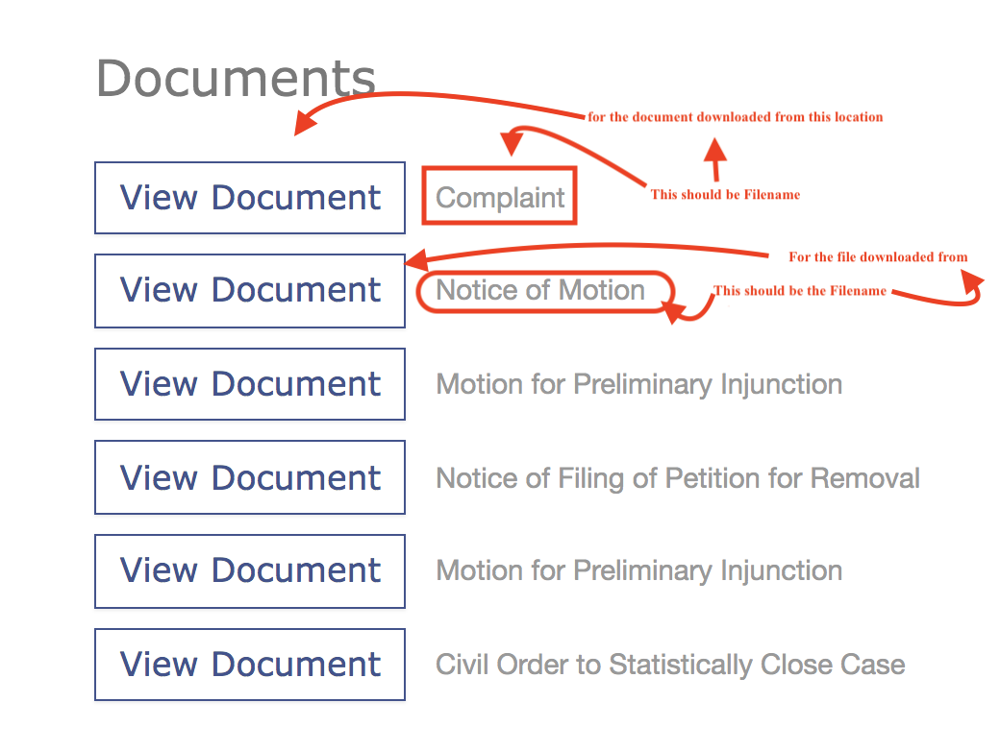 Documents
for the document downloaded from this location
View Document Complaint
This should be Filename
For the file downloaded from
View Document Notice of Motion
This should be the Filename
View Document Motion for Preliminary Injunction
View Document Notice of Filing of Petition for Removal
View Document Motion for Preliminary Injunction
View Document Civil Order to Statistically Close Case